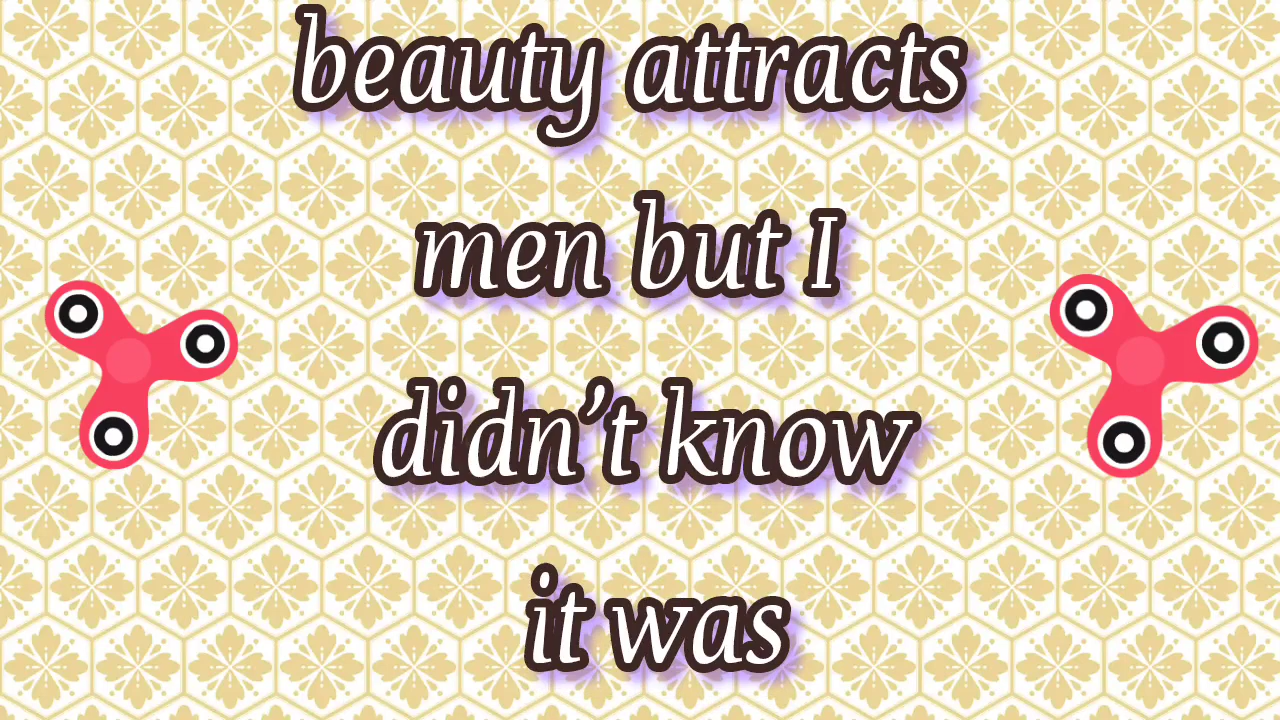 beauty attracts
men but I
didn’t know
it was